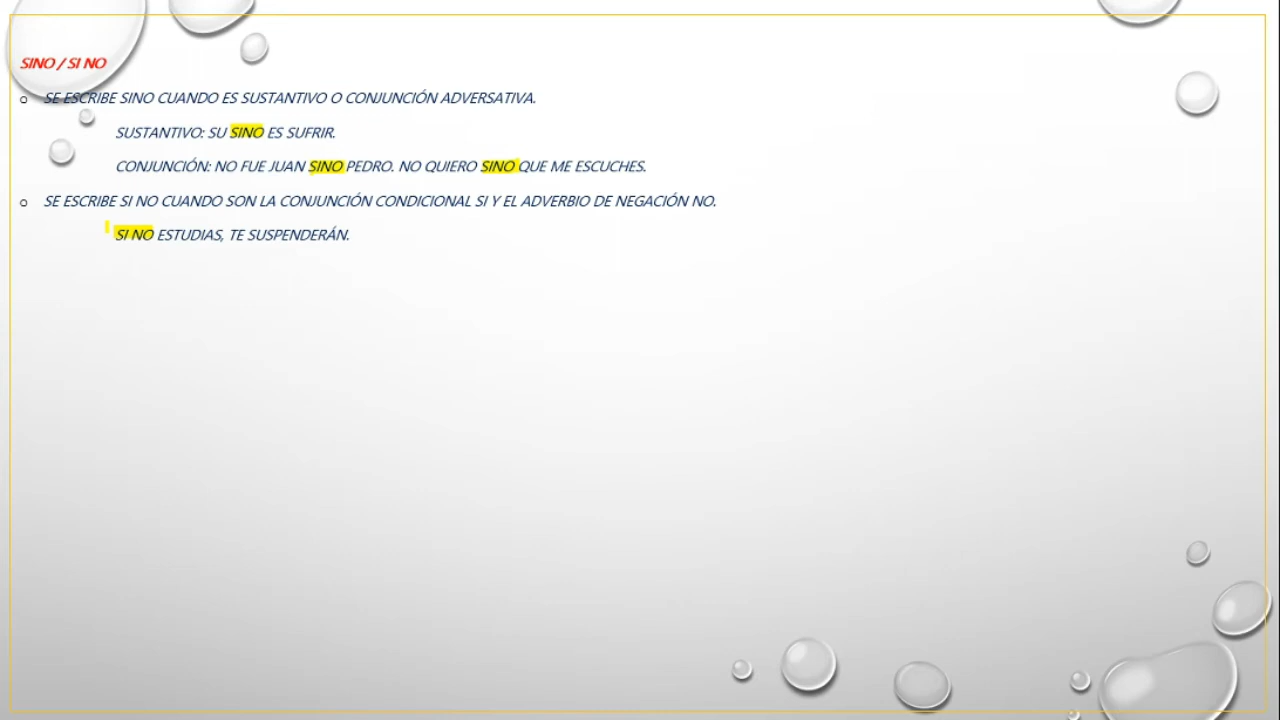 SINO / SI NO
o SE ESCRIBE SINO CUANDO ES SUSTANTIVO O CONJUNCIÓN ADVERSATIVA.
SUSTANTIVO: SU SINO ES SUFRIR.
CONJUNCIÓN: NO FUE JUAN SINO PEDRO. NO QUIERO SINO QUE ME ESCUCHES.
o SE ESCRIBE SI NO CUANDO SON LA CONJUNCIÓN CONDICIONAL SI Y EL ADVERBIO DE NEGACIÓN NO.
SI NO ESTUDIAS, TE SUSPENDERÁN.